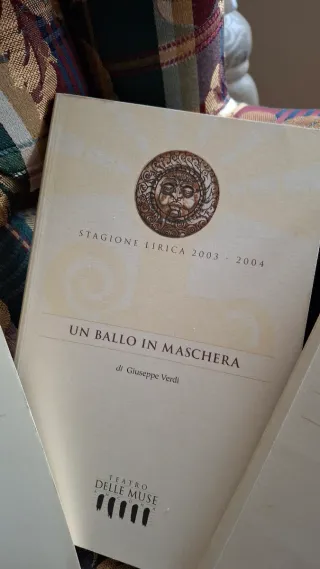 STAGIONE LIRICA 2003 - 2004
UN BALLO IN MASCHERA
di Giuseppe Verdi
TEATRO
DELLE MUSE